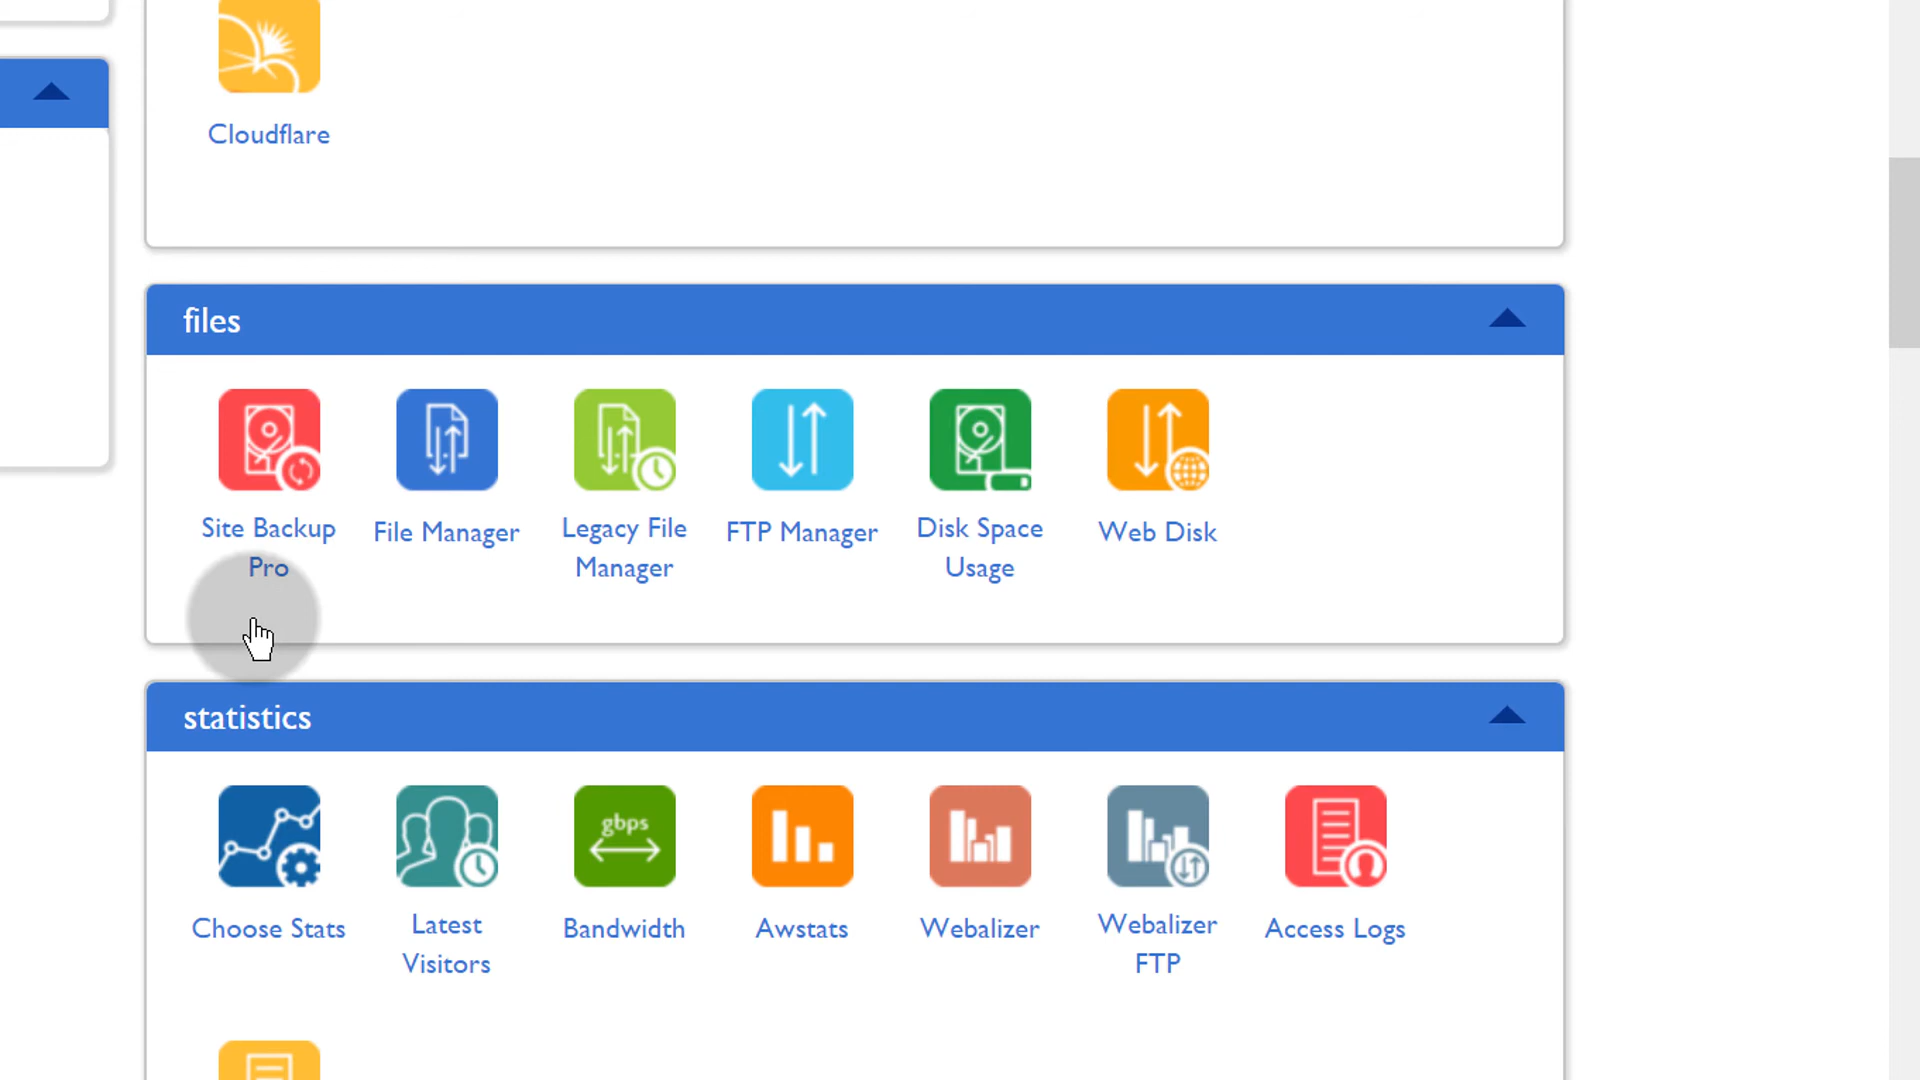 Cloudflare
files
Site Backup
Pro
File Manager
Legacy File
Manager
FTP Manager
Disk Space
Usage
Web Disk
statistics
gbps
Choose Stats
Latest
Visitors
Bandwidth
Awstats
Webalizer
Webalizer
FTP
Access Logs